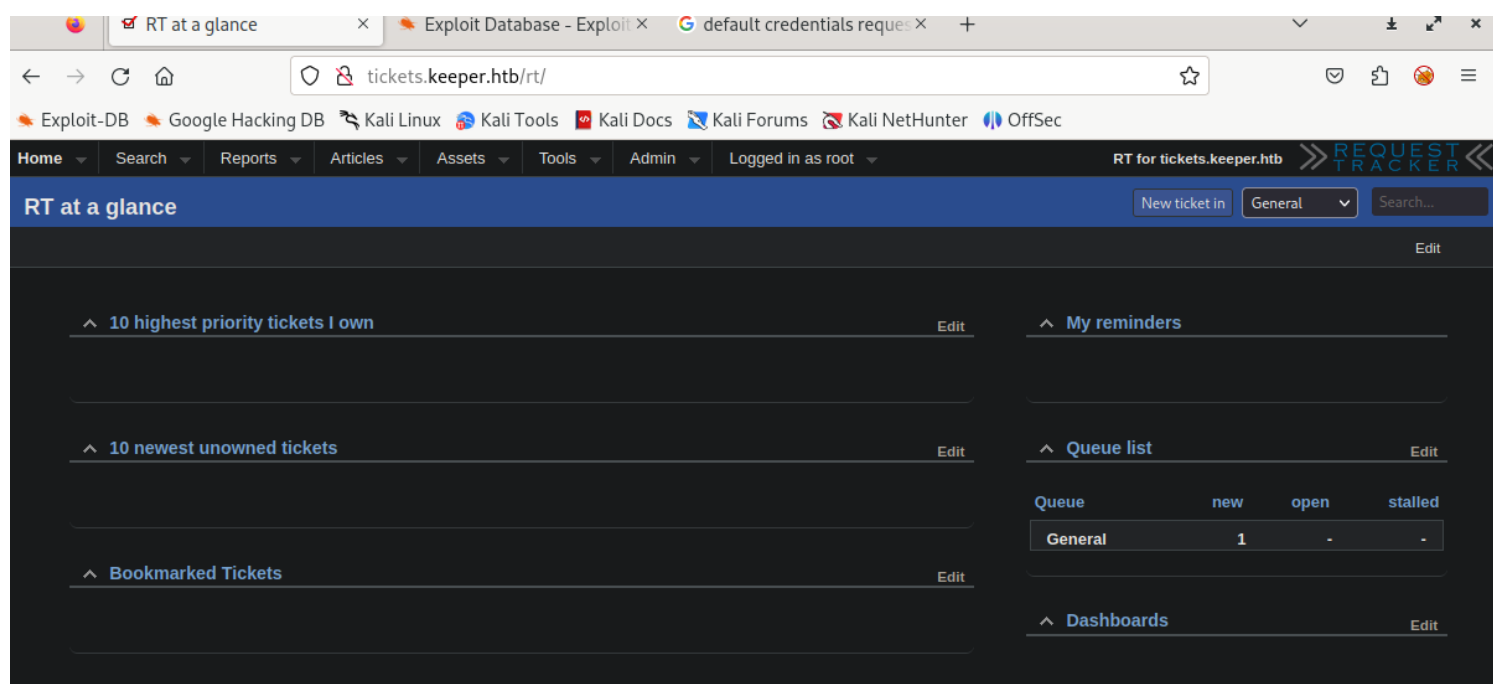 RT at a glance Exploit Database - Exploit default credentials reques
tickets.keeper.htb/rt/
Exploit-DB Google Hacking DB Kali Linux Kali Tools Kali Docs Kali Forums Kali NetHunter OffSec
Home Search Reports Articles Assets Tools Admin Logged in as root RT for tickets.keeper.htb REQUEST TRACKER
RT at a glance New ticket in General Search...
Edit
10 highest priority tickets I own Edit
My reminders
10 newest unowned tickets Edit
Queue list Edit
Queue new open stalled
General 1 - -
Bookmarked Tickets Edit
Dashboards Edit